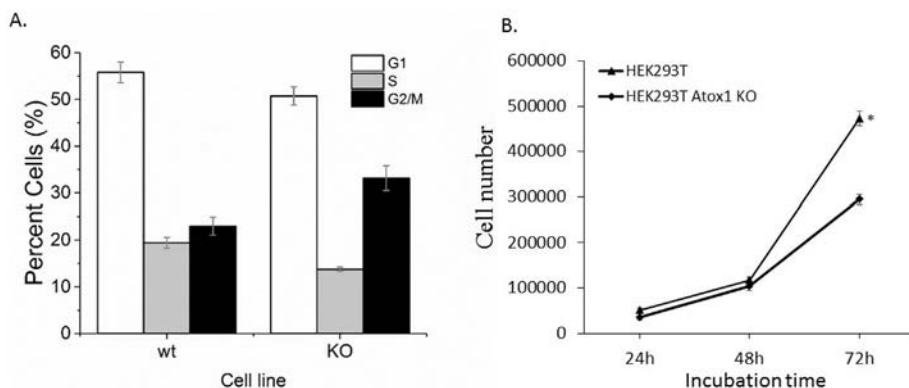 A.
Percent Cells (%)
60
50
40
30
20
10
0
G1
S
G2/M
wt
KO
Cell line
B.
Cell number
600000
500000
400000
300000
200000
100000
0
HEK293T
HEK293T Atox1 KO
*
24h
48h
72h
Incubation time